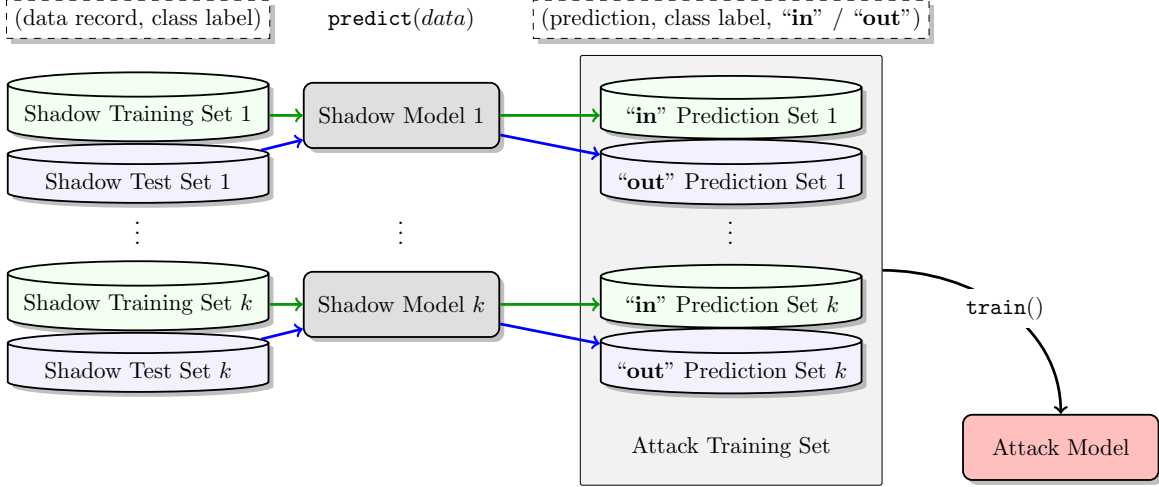 (data record, class label)
predict(data)
(prediction, class label, “in” / “out”)
Shadow Training Set 1
Shadow Model 1
“in” Prediction Set 1
Shadow Test Set 1
“out” Prediction Set 1
⋮ ⋮ ⋮
Shadow Training Set k
Shadow Model k
“in” Prediction Set k
train()
Shadow Test Set k
“out” Prediction Set k
Attack Training Set
Attack Model